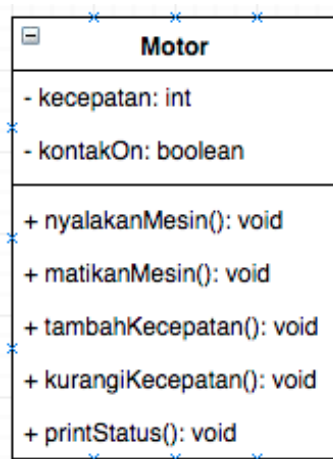 Motor
- kecepatan: int
- kontakOn: boolean
+ nyalakanMesin(): void
+ matikanMesin(): void
+ tambahKecepatan(): void
+ kurangiKecepatan(): void
+ printStatus(): void